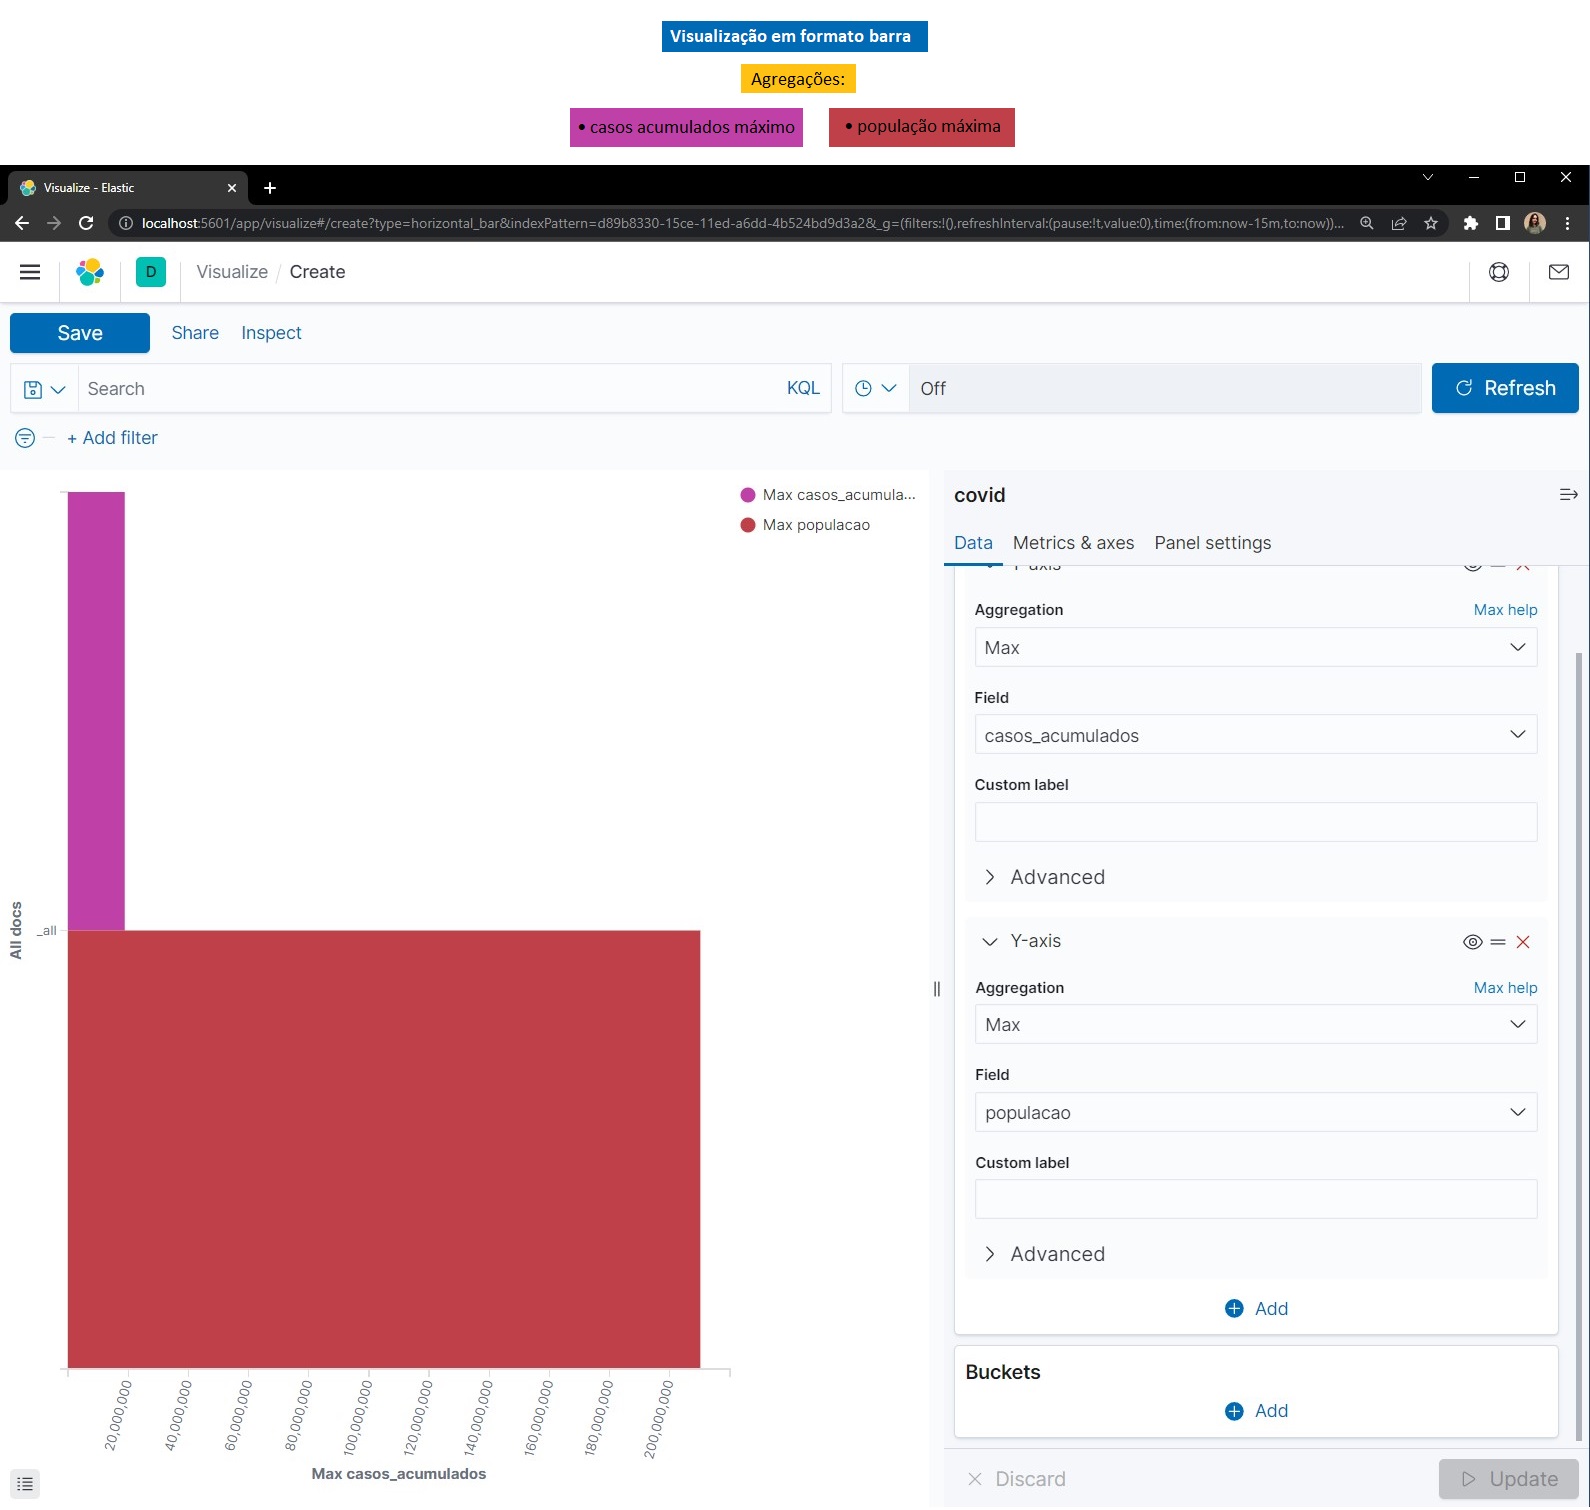 Visualização em formato barra
Agregações:
• casos acumulados máximo
• população máxima
Visualize - Elastic
localhost:5601/app/visualize#/create?type=horizontal_bar&indexPattern=d89b8330-15ce-11ed-a6dd-4b524bd9d3a2&_g=(filters:!(),refreshInterval:(pause:!t,value:0),time:(from:now-15m,to:now))...
D
Visualize / Create
Save
Share
Inspect
Search
KQL
Off
Refresh
+ Add filter
Max casos_acumula...
Max populacao
All docs
_all
20,000,000
40,000,000
60,000,000
80,000,000
100,000,000
120,000,000
140,000,000
160,000,000
180,000,000
200,000,000
Max casos_acumulados
covid
Data
Metrics & axes
Panel settings
Y-axis
Aggregation
Max help
Max
Field
casos_acumulados
Custom label
Advanced
Y-axis
Aggregation
Max help
Max
Field
populacao
Custom label
Advanced
Add
Buckets
Add
Discard
Update